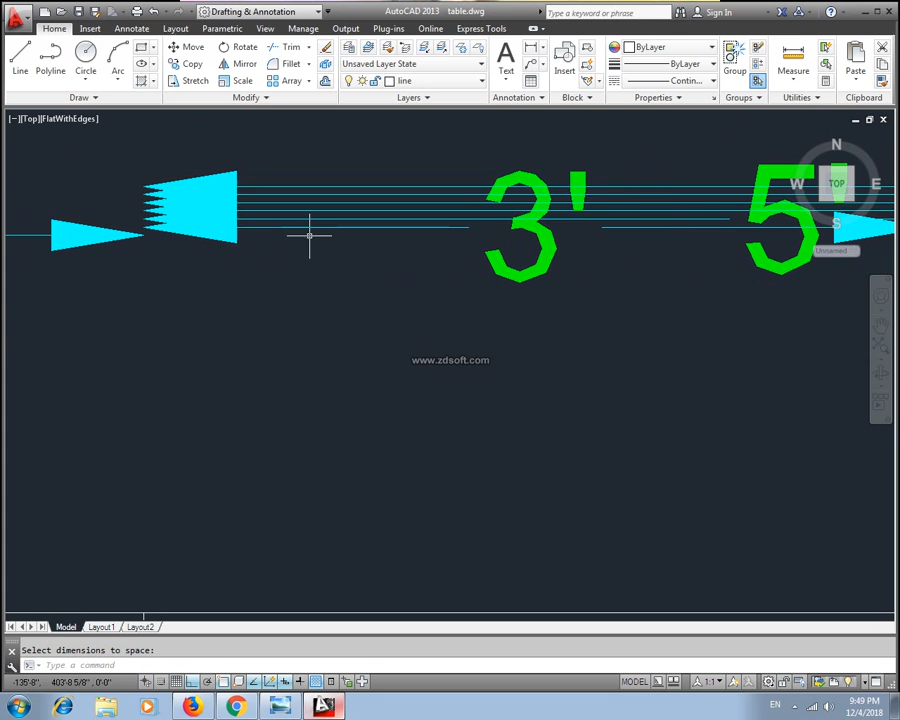 Drafting & Annotation
AutoCAD 2013 table.dwg
Type a keyword or phrase
Sign In
Home Insert Annotate Layout Parametric View Manage Output Plug-ins Online Express Tools
Line Polyline Circle Arc
Move Rotate Trim
Copy Mirror Fillet
Stretch Scale Array
Unsaved Layer State
line
Text
Insert
ByLayer
ByLayer
Contin...
Group
Measure
Paste
Draw Modify Layers Annotation Block Properties Groups Utilities Clipboard
[−][Top][FlatWithEdges]
N
W TOP E
S
Unnamed
3' 5'
www.zdsoft.com
Model Layout1 Layout2
Select dimensions to space:
Type a command
-135'-8", 403'-8 5/8", 0'-0"
MODEL
1:1
EN
9:49 PM
12/4/2018